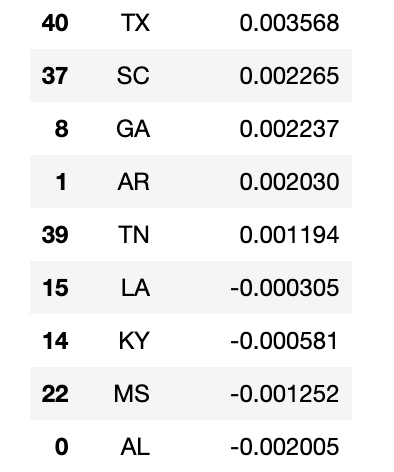 40 TX 0.003568
37 SC 0.002265
8 GA 0.002237
1 AR 0.002030
39 TN 0.001194
15 LA -0.000305
14 KY -0.000581
22 MS -0.001252
0 AL -0.002005